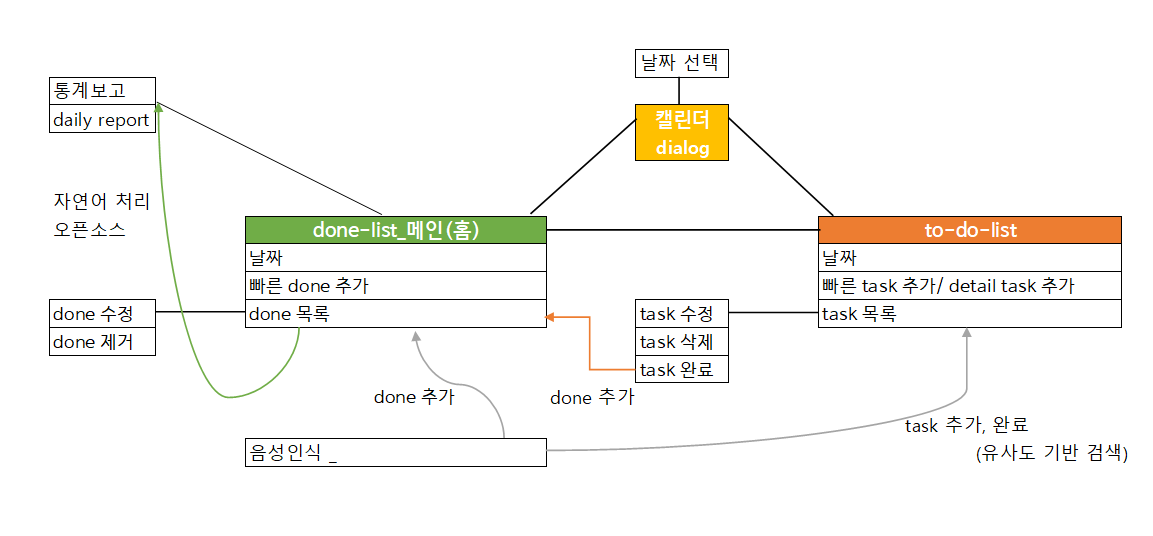 날짜 선택
통계보고
daily report
캘린더
dialog
자연어 처리
오픈소스
done-list_메인(홈)
날짜
빠른 done 추가
done 목록
to-do-list
날짜
빠른 task 추가/ detail task 추가
task 목록
done 수정
done 제거
task 수정
task 삭제
task 완료
done 추가
done 추가
task 추가, 완료
(유사도 기반 검색)
음성인식 _